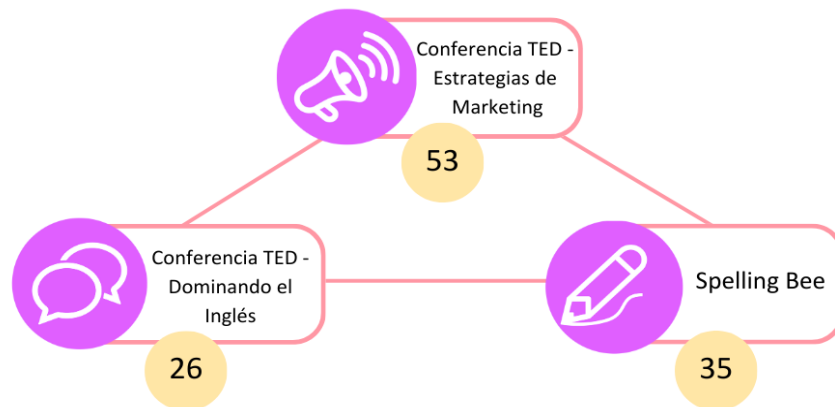 Conferencia TED -
Estrategias de
Marketing
53
Conferencia TED -
Dominando el
Inglés
26
Spelling Bee
35